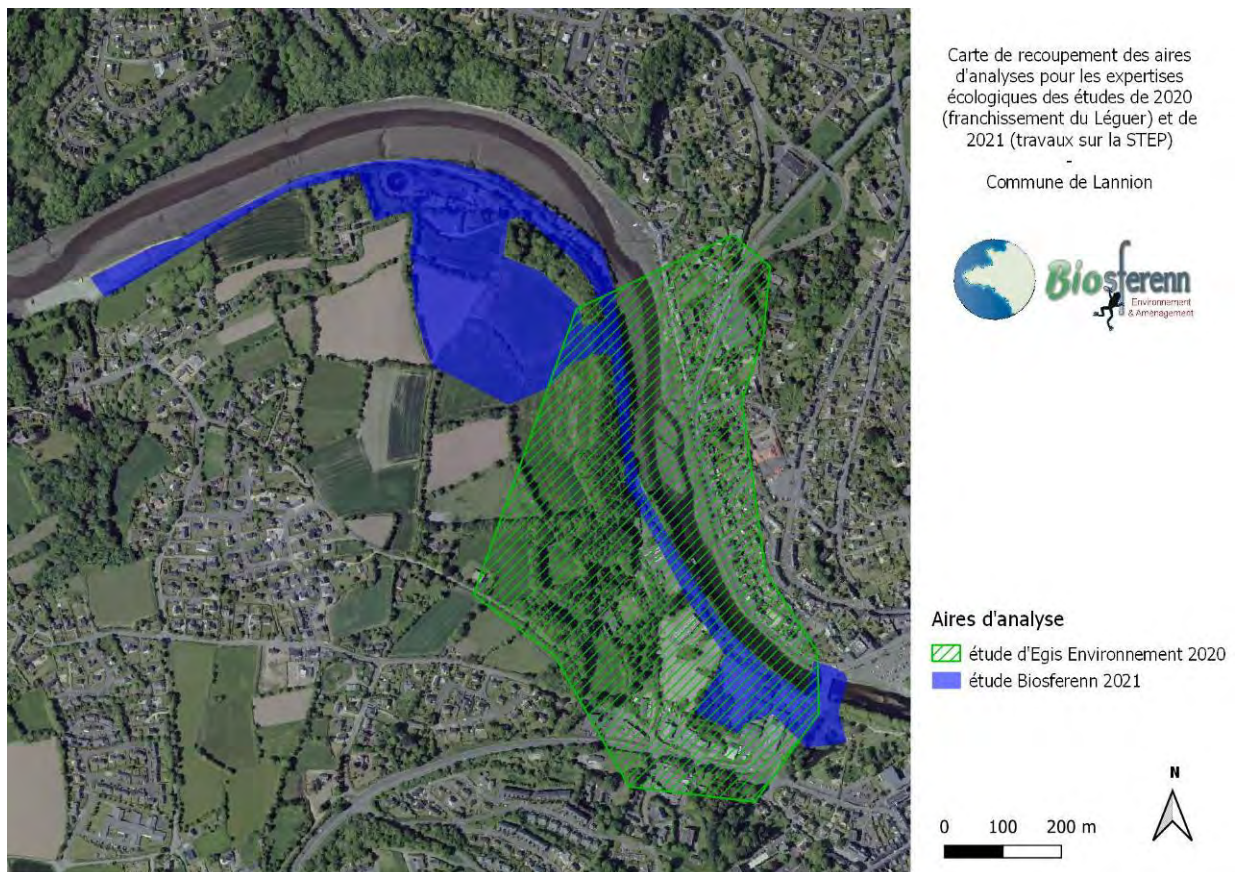 Carte de recoupement des aires
d'analyses pour les expertises
écologiques des études de 2020
(franchissement du Léguer) et de
2021 (travaux sur la STEP)
-
Commune de Lannion
Biosferenn
Environnement
& Aménagement
Aires d'analyse
étude d'Egis Environnement 2020
étude Biosferenn 2021
N
0 100 200 m